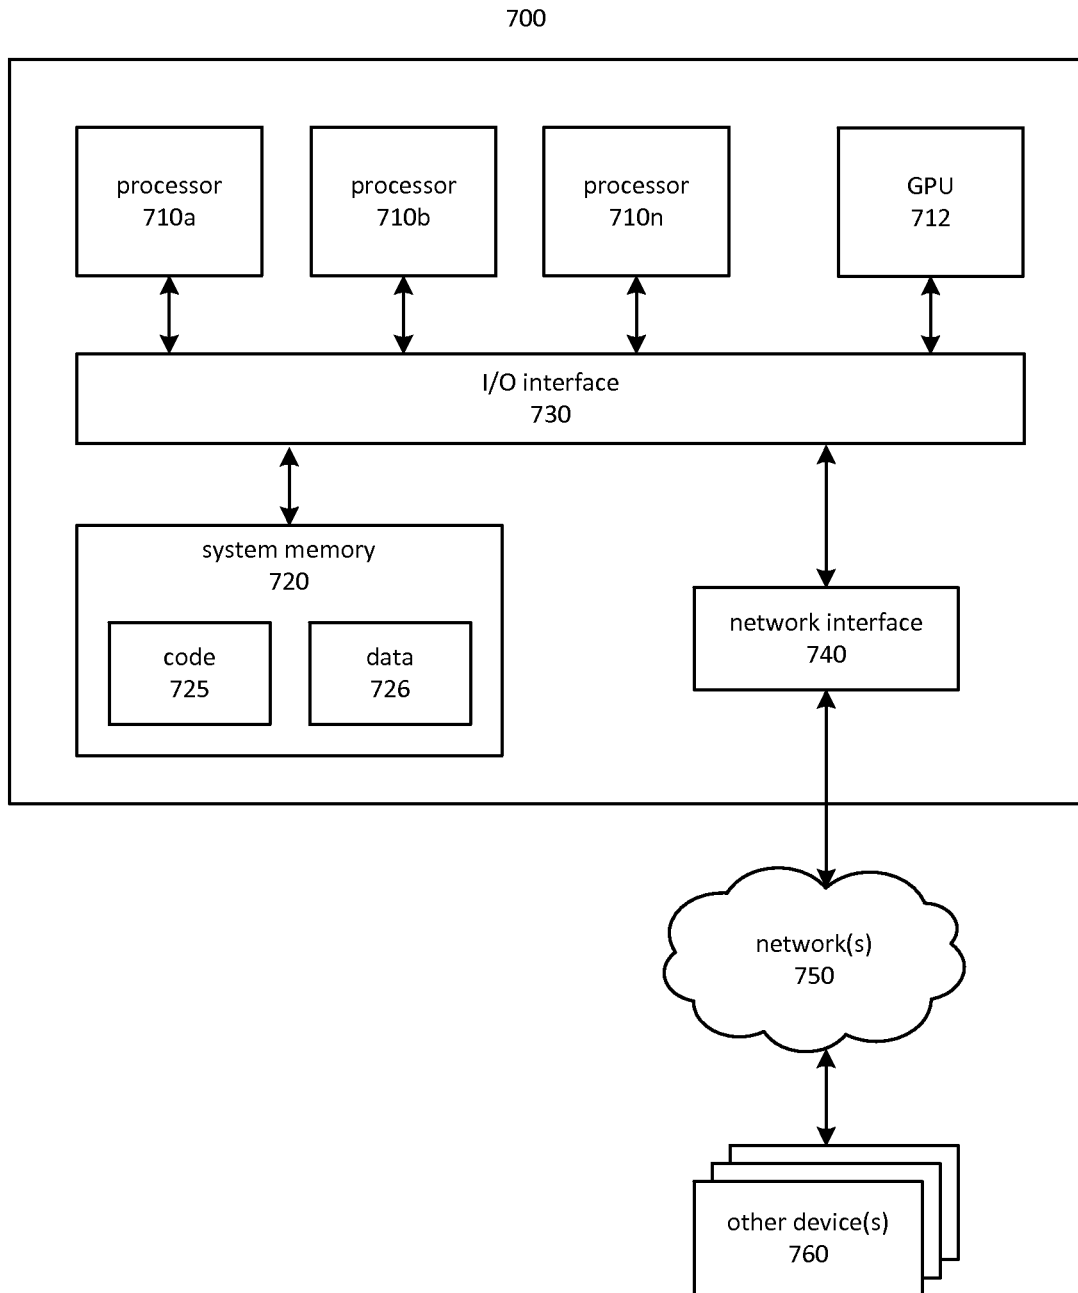 700
processor
710a
processor
710b
processor
710n
GPU
712
I/O interface
730
system memory
720
code
725
data
726
network interface
740
network(s)
750
other device(s)
760